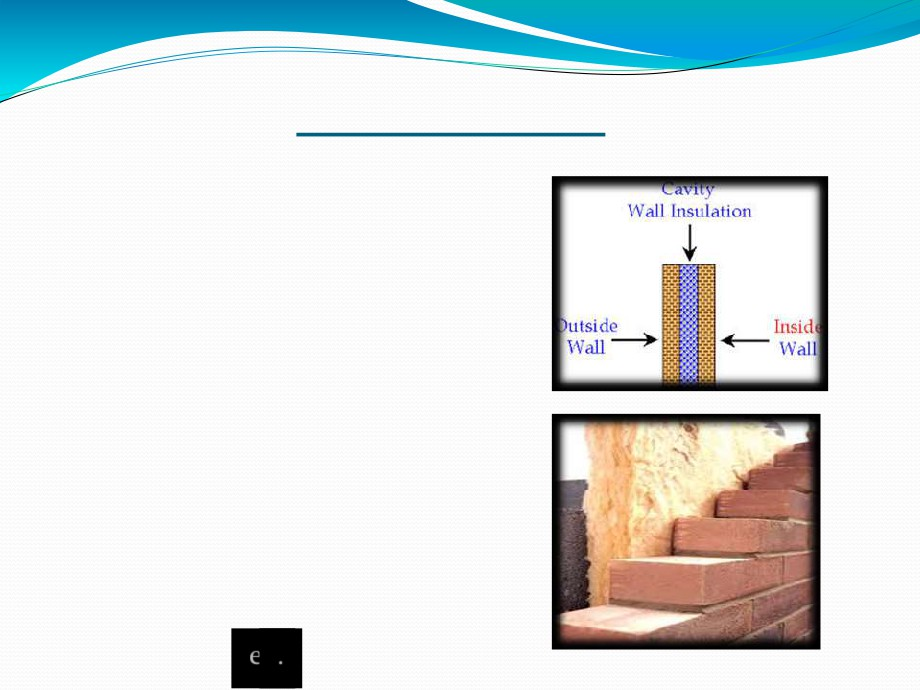 Cavity
Wall Insulation
Outside
Wall
Inside
Wall
e .